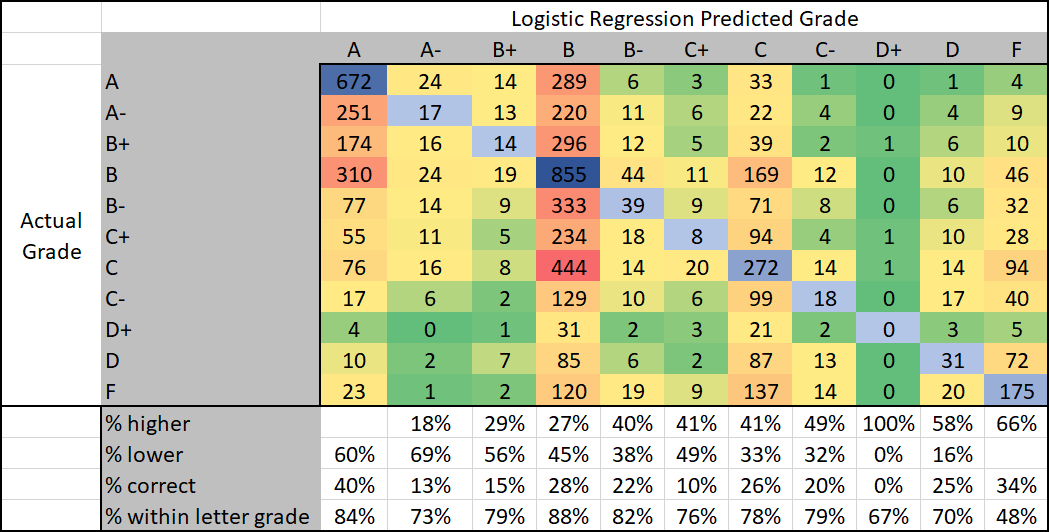 Logistic Regression Predicted Grade
A A- B+ B B- C+ C C- D+ D F
A 672 24 14 289 6 3 33 1 0 1 4
A- 251 17 13 220 11 6 22 4 0 4 9
B+ 174 16 14 296 12 5 39 2 1 6 10
B 310 24 19 855 44 11 169 12 0 10 46
B- 77 14 9 333 39 9 71 8 0 6 32
Actual Grade
C+ 55 11 5 234 18 8 94 4 1 10 28
C 76 16 8 444 14 20 272 14 1 14 94
C- 17 6 2 129 10 6 99 18 0 17 40
D+ 4 0 1 31 2 3 21 2 0 3 5
D 10 2 7 85 6 2 87 13 0 31 72
F 23 1 2 120 19 9 137 14 0 20 175
% higher 18% 29% 27% 40% 41% 41% 49% 100% 58% 66%
% lower 60% 69% 56% 45% 38% 49% 33% 32% 0% 16%
% correct 40% 13% 15% 28% 22% 10% 26% 20% 0% 25% 34%
% within letter grade 84% 73% 79% 88% 82% 76% 78% 79% 67% 70% 48%